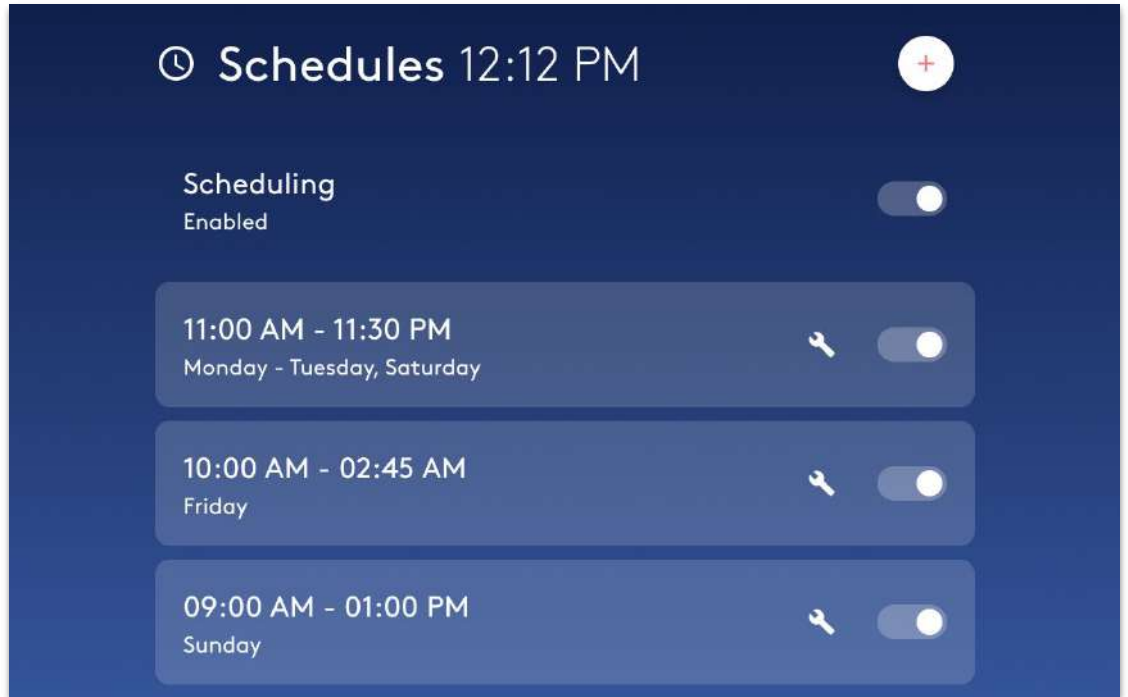 Schedules 12:12 PM
+
Scheduling
Enabled
11:00 AM - 11:30 PM
Monday - Tuesday, Saturday
10:00 AM - 02:45 AM
Friday
09:00 AM - 01:00 PM
Sunday